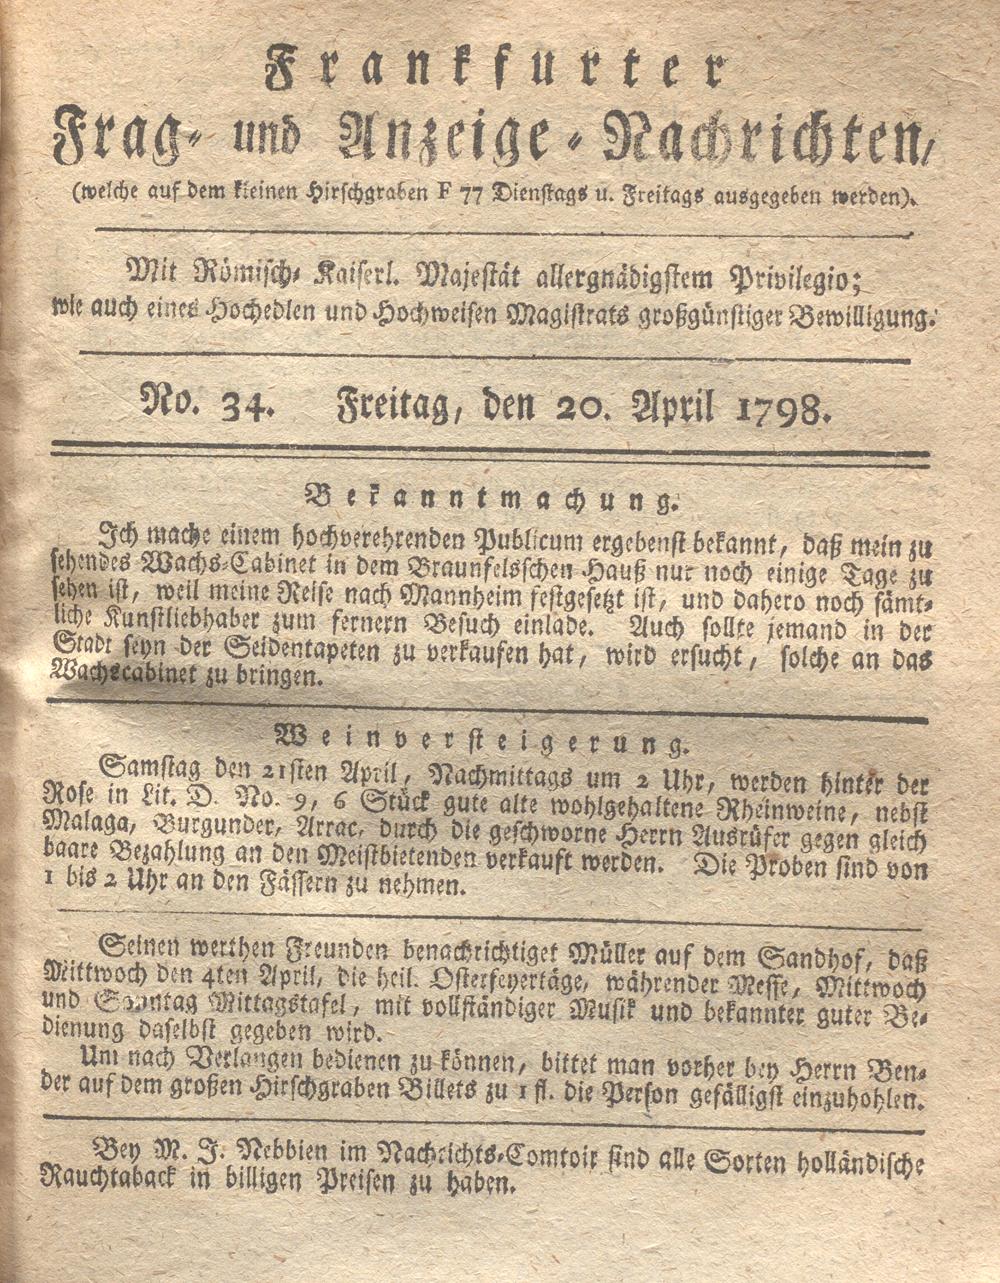 Frankfurter
Frag- und Anzeige-Nachrichten,
(welche auf dem kleinen Hirschgraben F 77 Dienstags u. Freitags ausgegeben werden).
Mit Römisch-Kaiserl. Majestät allergnädigstem Privilegio;
wie auch eines Hochedlen und Hochweisen Magistrats großgünstiger Bewilligung.
No. 34. Freitag, den 20. April 1798.
Bekanntmachung.
Ich mache einem hochverehrenden Publicum ergebenst bekannt, daß mein zu
sehendes Wachs-Cabinet in dem Braunfelsschen Hauß nur noch einige Tage zu
sehen ist, weil meine Reise nach Mannheim festgesetzt ist, und dahero noch sämt-
liche Kunstliebhaber zum fernern Besuch einlade. Auch sollte jemand in der
Stadt seyn der Seidentapeten zu verkaufen hat, wird ersucht, solche an das
Wachscabinet zu bringen.
Weinversteigerung.
Samstag den 21sten April, Nachmittags um 2 Uhr, werden hinter der
Rose in Lit. D. No. 9, 6 Stück gute alte wohlgehaltene Rheinweine, nebst
Malaga, Burgunder, Arrac, durch die geschworne Herrn Ausrüfer gegen gleich
baare Bezahlung an den Meistbietenden verkauft werden. Die Proben sind von
1 bis 2 Uhr an den Fässern zu nehmen.
Seinen werthen Freunden benachrichtiget Müller auf dem Sandhof, daß
Mittwoch den 4ten April, die heil. Osterfeyertäge, währender Messe, Mittwoch
und Sonntag Mittagstafel, mit vollständiger Musik und bekannter guter Be-
dienung daselbst gegeben wird.
Um nach Verlangen bedienen zu können, bittet man vorher bey Herrn Ben-
der auf dem großen Hirschgraben Billets zu 1 fl. die Person gefälligst einzuhohlen.
Bey M. J. Nebbien im Nachrichts-Comtoir sind alle Sorten holländische
Rauchtaback in billigen Preisen zu haben.